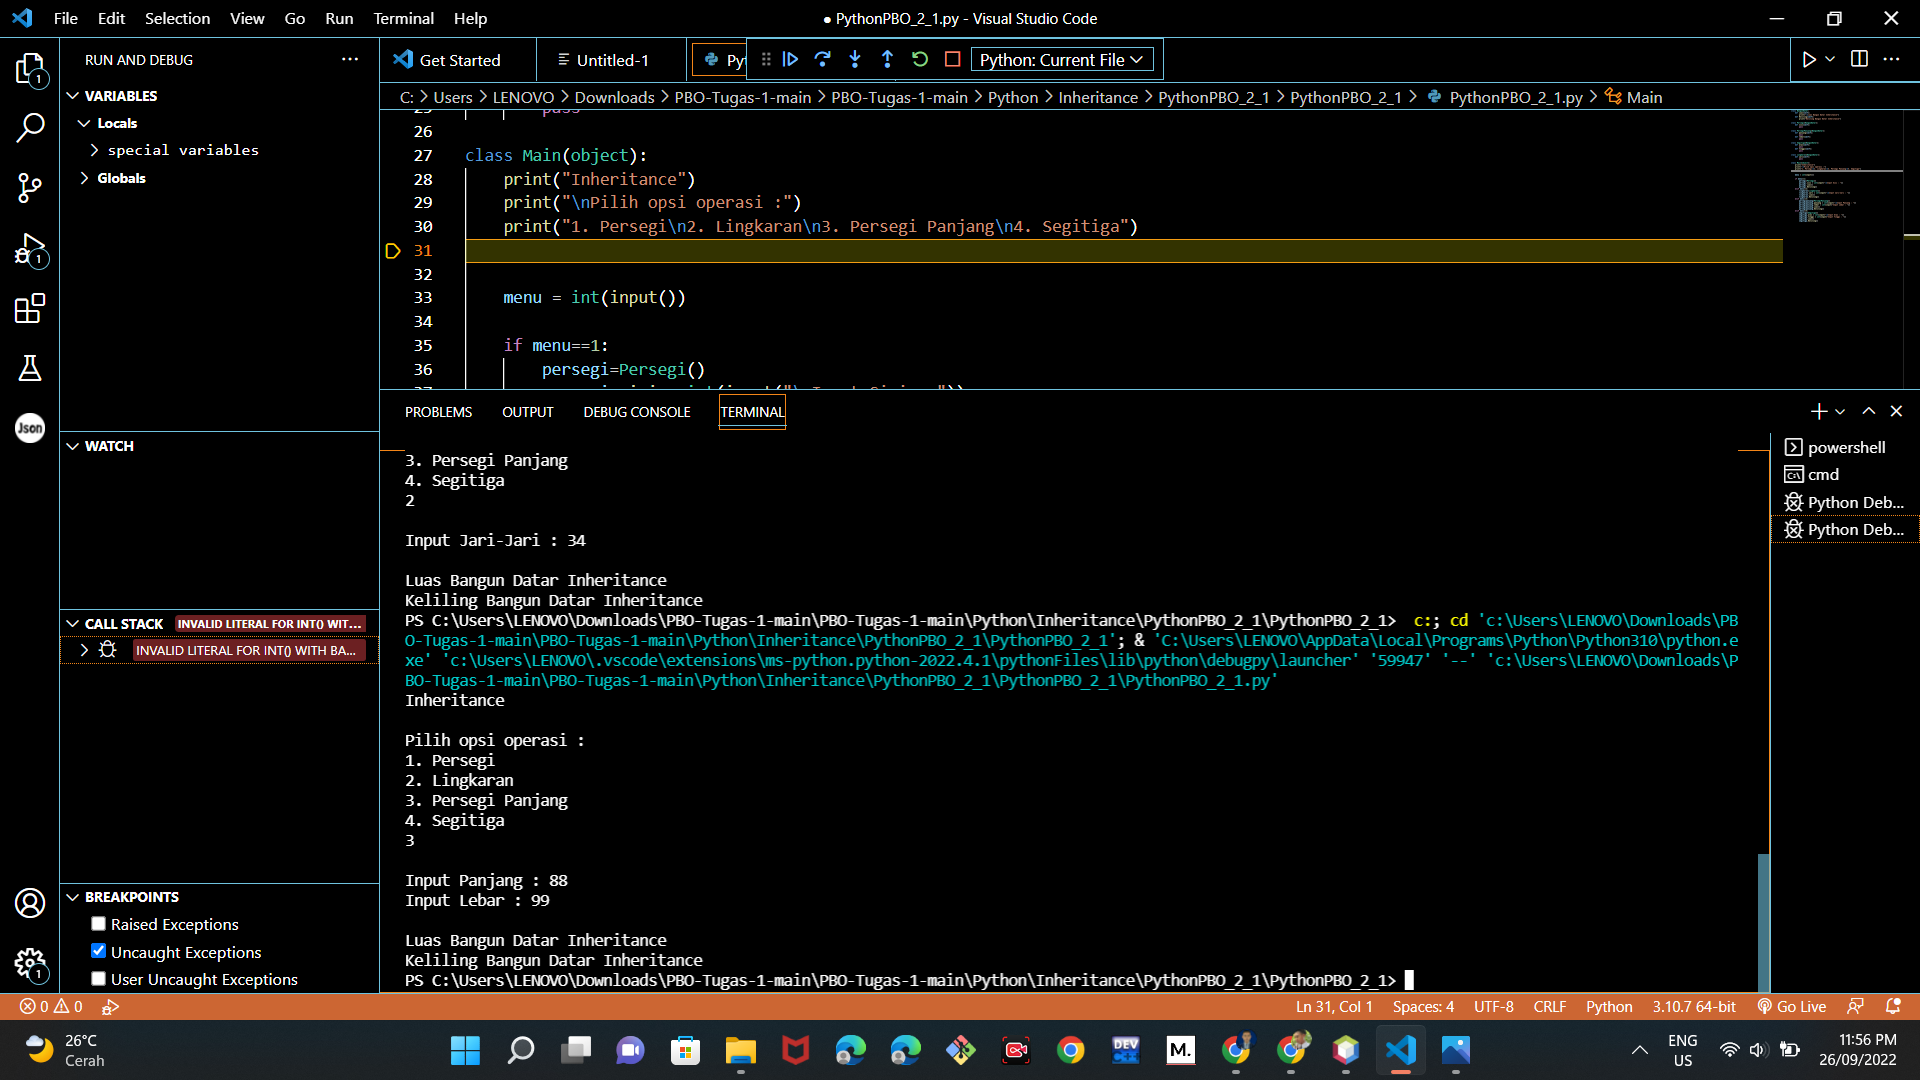 File Edit Selection View Go Run Terminal Help
● PythonPBO_2_1.py - Visual Studio Code
RUN AND DEBUG ···
VARIABLES
Locals
special variables
Globals
WATCH
CALL STACK INVALID LITERAL FOR INT() WIT...
INVALID LITERAL FOR INT() WITH BA...
BREAKPOINTS
Raised Exceptions
Uncaught Exceptions
User Uncaught Exceptions
Json
1
1
1
Get Started
Untitled-1
Py
Python: Current File
C: > Users > LENOVO > Downloads > PBO-Tugas-1-main > PBO-Tugas-1-main > Python > Inheritance > PythonPBO_2_1 > PythonPBO_2_1 > PythonPBO_2_1.py > Main
25 pass
26
27 class Main(object):
28 print("Inheritance")
29 print("\nPilih opsi operasi :")
30 print("1. Persegi\n2. Lingkaran\n3. Persegi Panjang\n4. Segitiga")
31
32
33 menu = int(input())
34
35 if menu==1:
36 persegi=Persegi()
PROBLEMS OUTPUT DEBUG CONSOLE TERMINAL
powershell
cmd
Python Deb...
Python Deb...
3. Persegi Panjang
4. Segitiga
2
Input Jari-Jari : 34
Luas Bangun Datar Inheritance
Keliling Bangun Datar Inheritance
PS C:\Users\LENOVO\Downloads\PBO-Tugas-1-main\PBO-Tugas-1-main\Python\Inheritance\PythonPBO_2_1\PythonPBO_2_1> c:; cd 'c:\Users\LENOVO\Downloads\PB
O-Tugas-1-main\PBO-Tugas-1-main\Python\Inheritance\PythonPBO_2_1\PythonPBO_2_1'; & 'C:\Users\LENOVO\AppData\Local\Programs\Python\Python310\python.e
xe' 'c:\Users\LENOVO\.vscode\extensions\ms-python.python-2022.4.1\pythonFiles\lib\python\debugpy\launcher' '59947' '--' 'c:\Users\LENOVO\Downloads\P
BO-Tugas-1-main\PBO-Tugas-1-main\Python\Inheritance\PythonPBO_2_1\PythonPBO_2_1\PythonPBO_2_1.py'
Inheritance
Pilih opsi operasi :
1. Persegi
2. Lingkaran
3. Persegi Panjang
4. Segitiga
3
Input Panjang : 88
Input Lebar : 99
Luas Bangun Datar Inheritance
Keliling Bangun Datar Inheritance
PS C:\Users\LENOVO\Downloads\PBO-Tugas-1-main\PBO-Tugas-1-main\Python\Inheritance\PythonPBO_2_1\PythonPBO_2_1>
0 0
Ln 31, Col 1 Spaces: 4 UTF-8 CRLF Python 3.10.7 64-bit Go Live
26°C
Cerah
DEV C++
M.
ENG
US
11:56 PM
26/09/2022